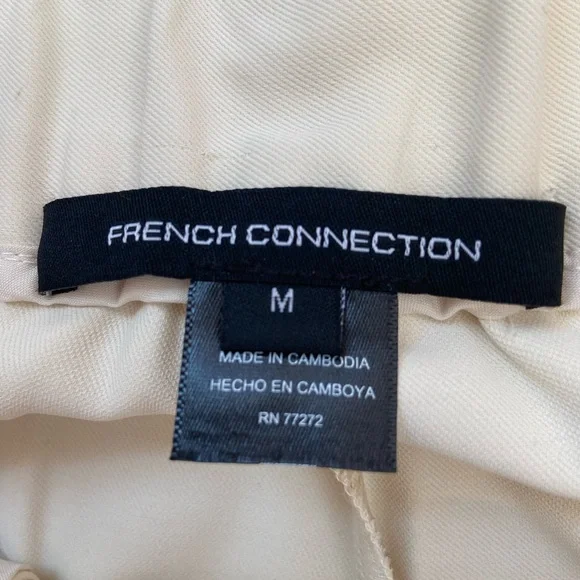 FRENCH CONNECTION
M
MADE IN CAMBODIA
HECHO EN CAMBOYA
RN 77272